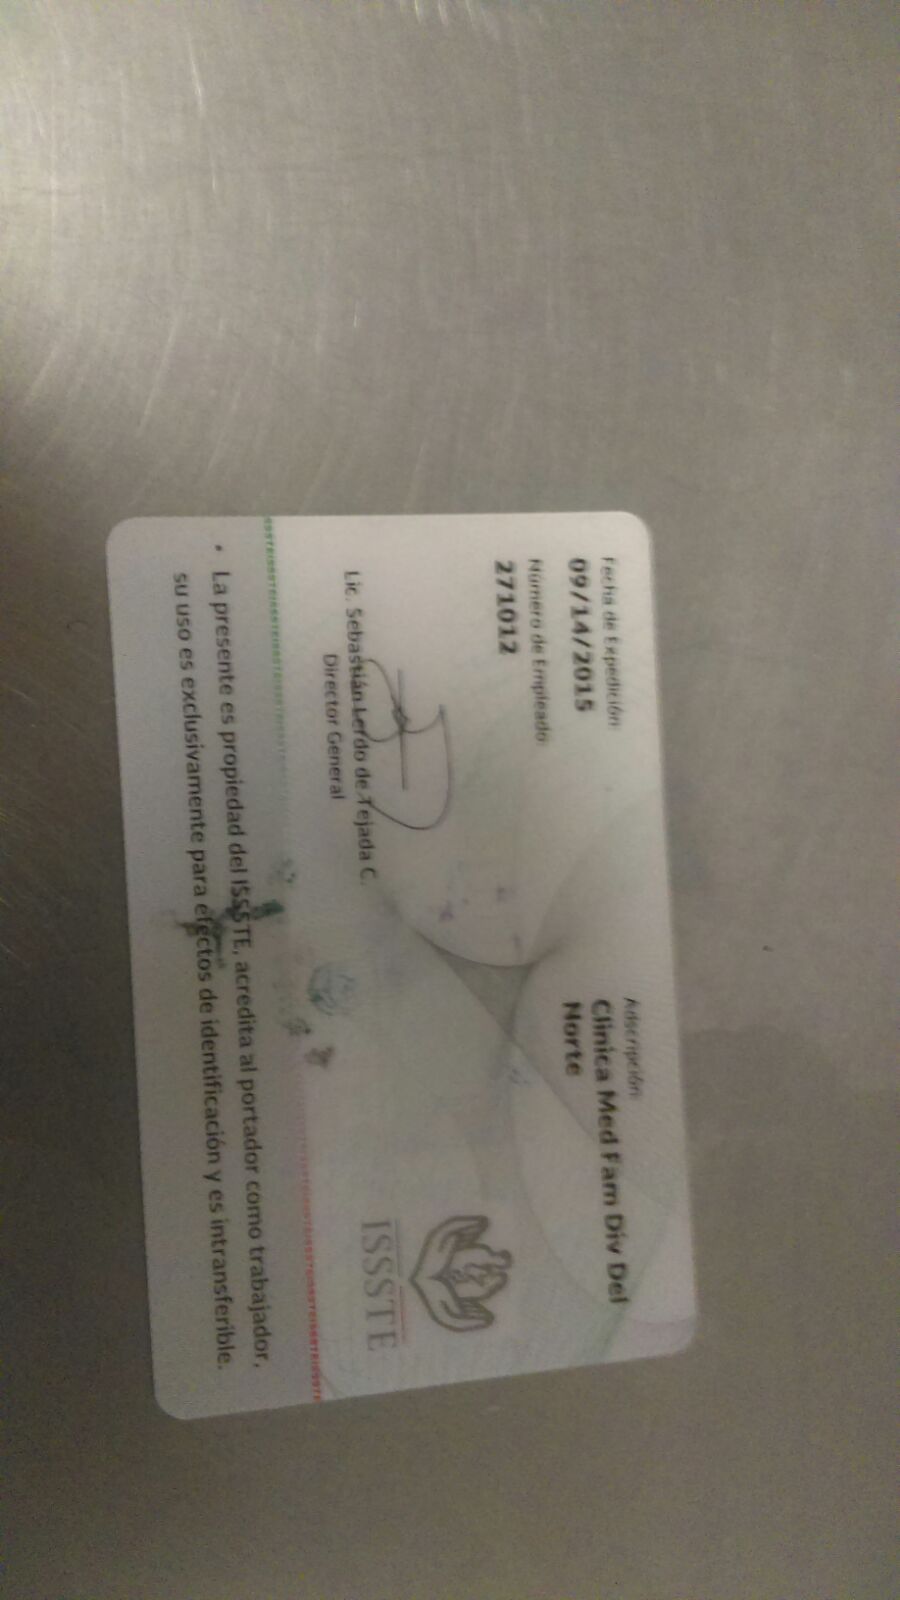 Fecha de Expedición:
09/14/2015
Adscripción:
Clinica Med Fam Div Del
Norte
Número de Empleado:
271012
Lic. Sebastián Lerdo de Tejada C.
Director General
ISSSTE
• La presente es propiedad del ISSSTE, acredita al portador como trabajador,
su uso es exclusivamente para efectos de identificación y es intransferible.